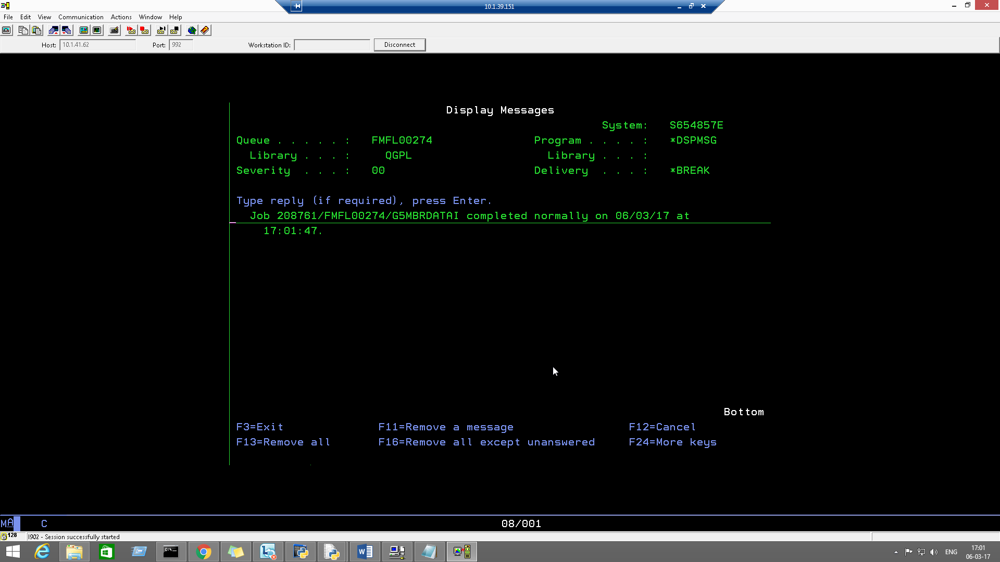 10.1.39.151
File Edit View Communication Actions Window Help
Host: 10.1.41.62 Port: 992 Workstation ID: Disconnect
Display Messages
System: S654857E
Queue . . . . . : FMFL00274 Program . . . . : *DSPMSG
Library . . . : QGPL Library . . . :
Severity . . . : 00 Delivery . . . : *BREAK
Type reply (if required), press Enter.
Job 208761/FMFL00274/G5MBRDATAI completed normally on 06/03/17 at
17:01:47.
Bottom
F3=Exit F11=Remove a message F12=Cancel
F13=Remove all F16=Remove all except unanswered F24=More keys
MA C 08/001
128 I902 - Session successfully started
ENG 17:01
06-03-17